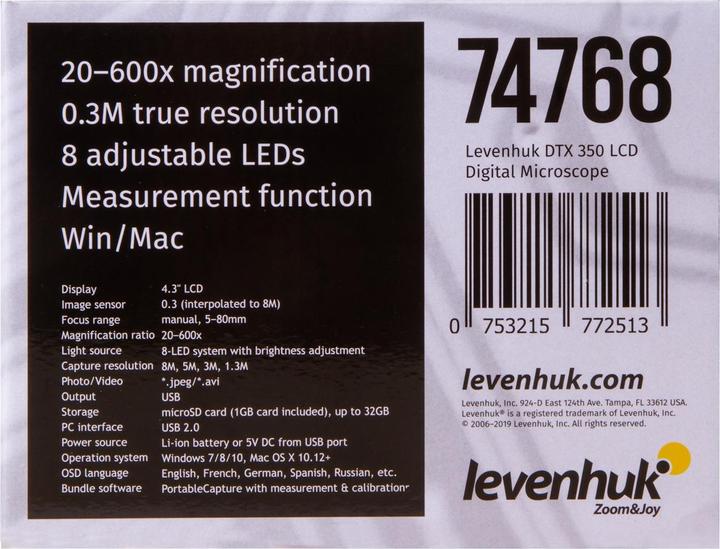 20–600x magnification
0.3M true resolution
8 adjustable LEDs
Measurement function
Win/Mac
Display 4.3" LCD
Image sensor 0.3 (interpolated to 8M)
Focus range manual, 5–80mm
Magnification ratio 20–600x
Light source 8-LED system with brightness adjustment
Capture resolution 8M, 5M, 3M, 1.3M
Photo/Video *.jpeg/*.avi
Output USB
Storage microSD card (1GB card included), up to 32GB
PC interface USB 2.0
Power source Li-ion battery or 5V DC from USB port
Operation system Windows 7/8/10, Mac OS X 10.12+
OSD language English, French, German, Spanish, Russian, etc.
Bundle software PortableCapture with measurement & calibration
74768
Levenhuk DTX 350 LCD
Digital Microscope
0 753215 772513
levenhuk.com
Levenhuk, Inc. 924-D East 124th Ave. Tampa, FL 33612 USA.
Levenhuk® is a registered trademark of Levenhuk, Inc.
© 2006–2019 Levenhuk, Inc. All rights reserved.
levenhuk
Zoom&Joy